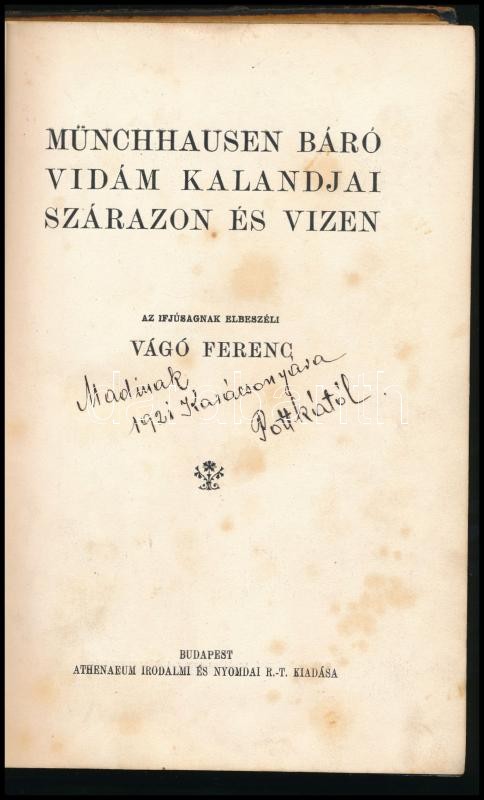 MÜNCHHAUSEN BÁRÓ
VIDÁM KALANDJAI
SZÁRAZON ÉS VIZEN
AZ IFJÚSAGNAK ELBESZÉLI
VÁGÓ FERENC
Madinak
1921 Karácsonyára
Pottkától.
BUDAPEST
ATHENAEUM IRODALMI ÉS NYOMDAI R.-T. KIADÁSA